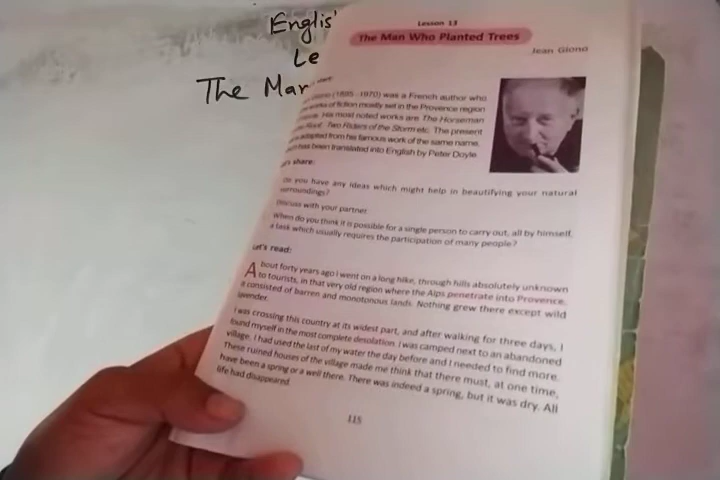 Englis'
Le
The Mar
Lesson 13
The Man Who Planted Trees
Jean Giono
(1895 -1970) was a French author who
works of fiction mostly set in the Provence region
His most noted works are The Horseman
Roof, Two Riders of the Storm etc. The present
adapted from his famous work of the same name.
has been translated into English by Peter Doyle
share:
Do you have any ideas which might help in beautifying your natural
surroundings?
Discuss with your partner
When do you think it is possible for a single person to carry out, all by himself,
a task which usually requires the participation of many people?
Let's read:
About forty years ago I went on a long hike, through hills absolutely unknown
to tourists, in that very old region where the Alps penetrate into Provence.
it consisted of barren and monotonous lands. Nothing grew there except wild
lavender.
I was crossing this country at its widest part, and after walking for three days, I
found myself in the most complete desolation. I was camped next to an abandoned
village. I had used the last of my water the day before and I needed to find more.
These ruined houses of the village made me think that there must, at one time,
have been a spring or a well there. There was indeed a spring, but it was dry. All
life had disappeared.
115